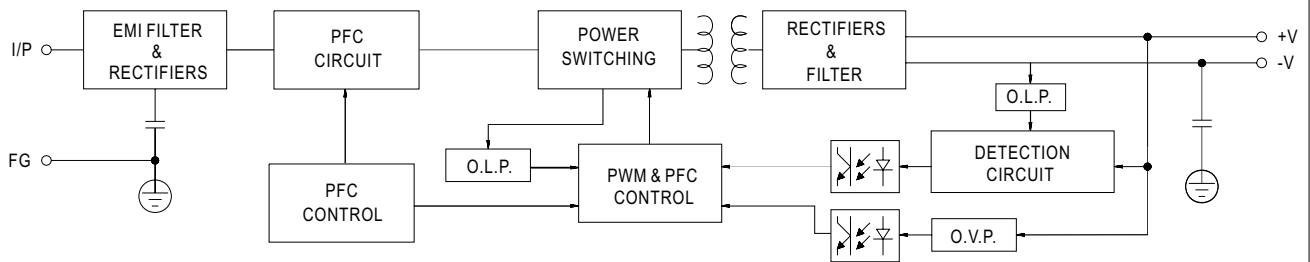 I/P
EMI FILTER
&
RECTIFIERS
PFC
CIRCUIT
POWER
SWITCHING
RECTIFIERS
&
FILTER
+V
-V
O.L.P.
FG
O.L.P.
PFC
CONTROL
PWM & PFC
CONTROL
DETECTION
CIRCUIT
O.V.P.